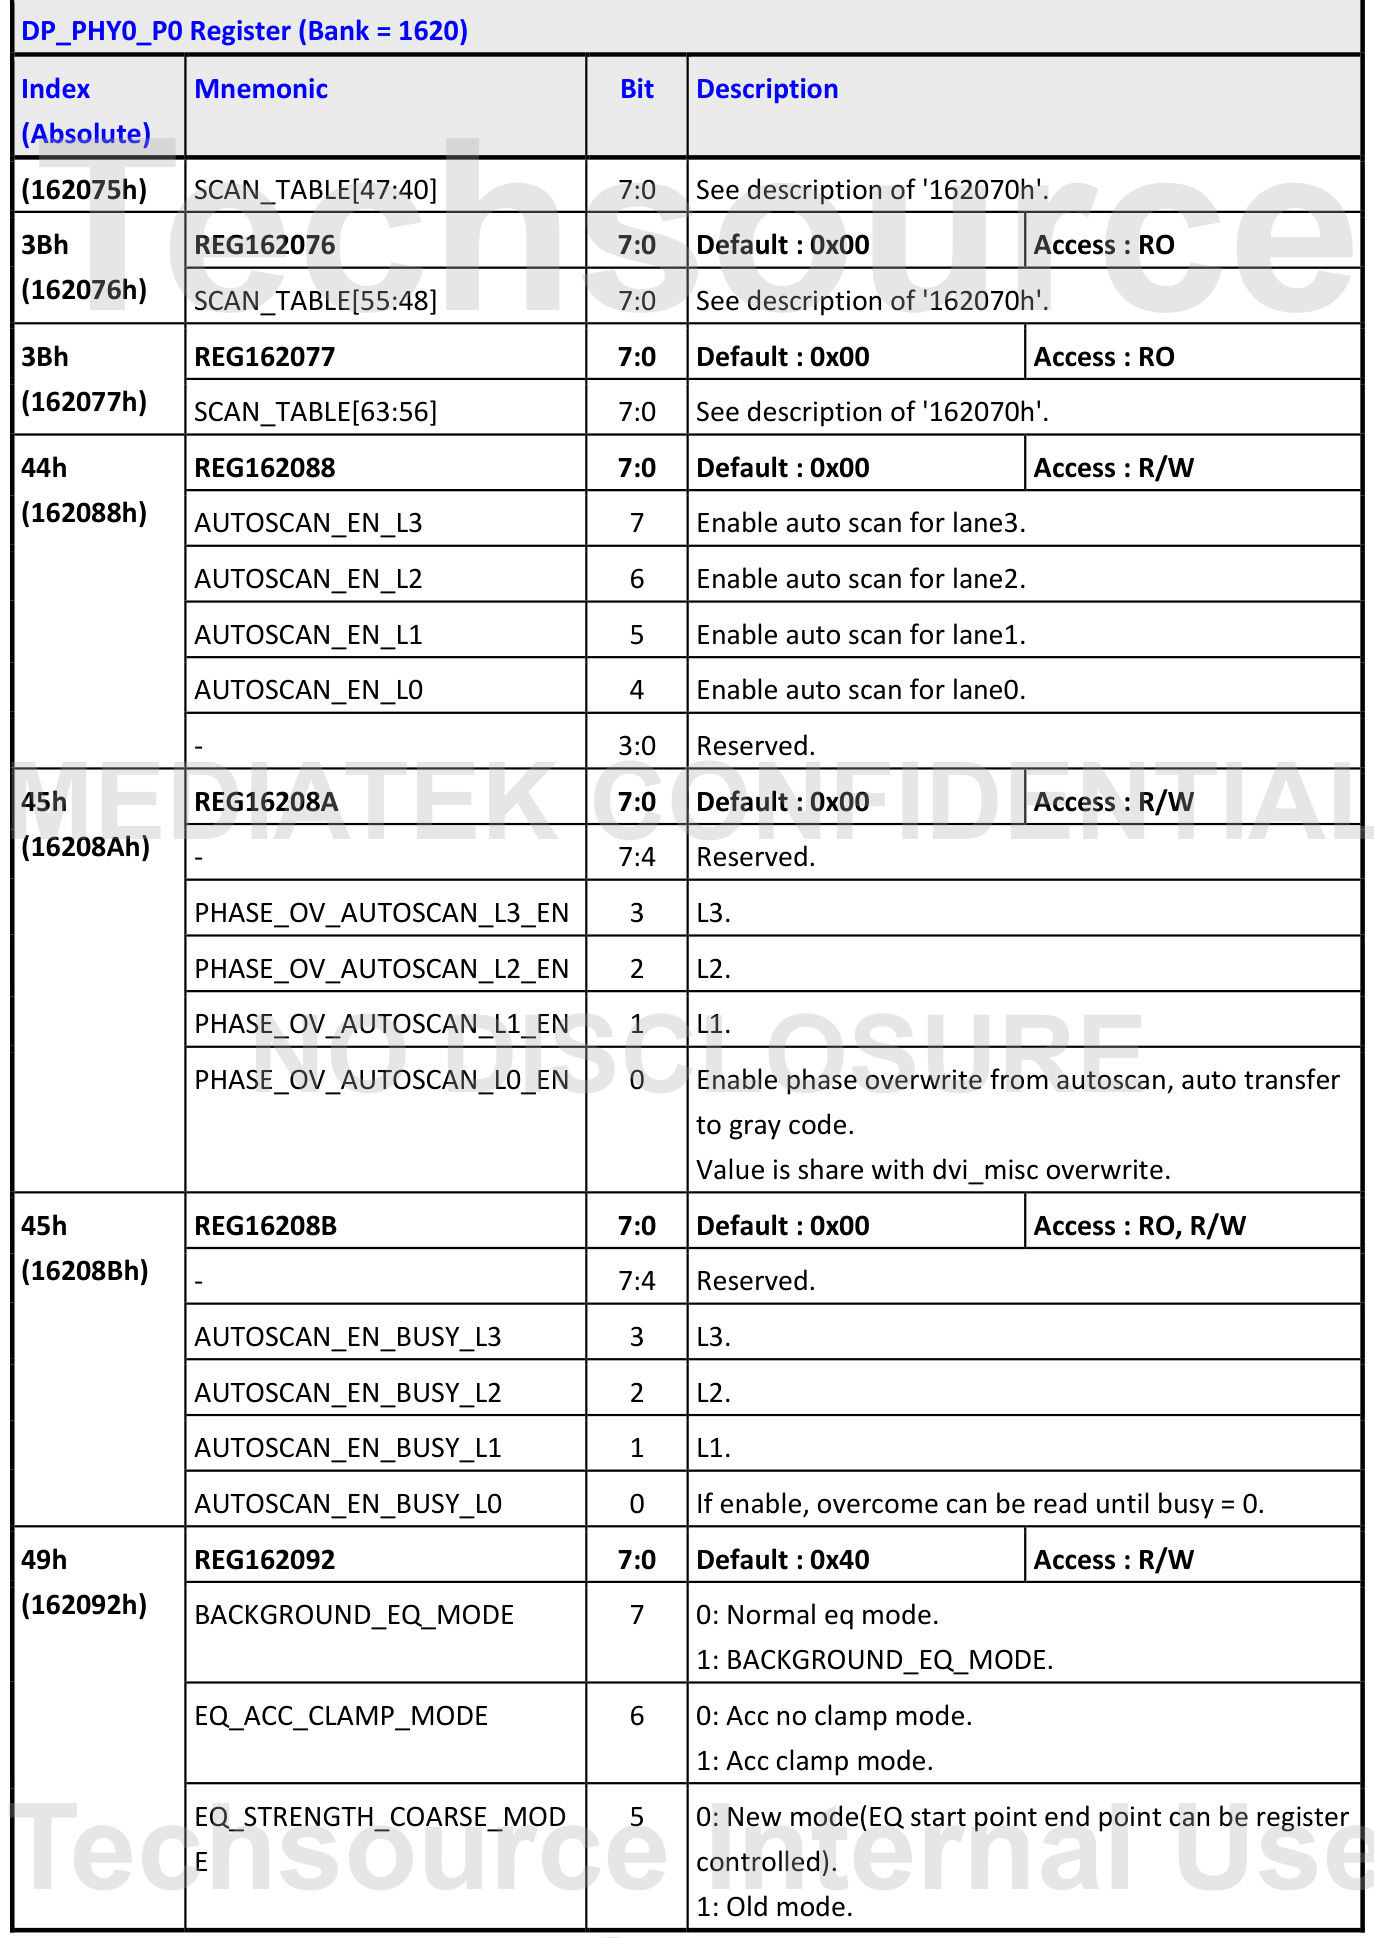 DP_PHY0_P0 Register (Bank = 1620)
Index
(Absolute)
Mnemonic
Bit
Description
(162075h)
SCAN_TABLE[47:40]
7:0
See description of '162070h'.
3Bh
(162076h)
REG162076
7:0
Default : 0x00
Access : RO
SCAN_TABLE[55:48]
7:0
See description of '162070h'.
3Bh
(162077h)
REG162077
7:0
Default : 0x00
Access : RO
SCAN_TABLE[63:56]
7:0
See description of '162070h'.
44h
(162088h)
REG162088
7:0
Default : 0x00
Access : R/W
AUTOSCAN_EN_L3
7
Enable auto scan for lane3.
AUTOSCAN_EN_L2
6
Enable auto scan for lane2.
AUTOSCAN_EN_L1
5
Enable auto scan for lane1.
AUTOSCAN_EN_L0
4
Enable auto scan for lane0.
-
3:0
Reserved.
45h
(16208Ah)
REG16208A
7:0
Default : 0x00
Access : R/W
-
7:4
Reserved.
PHASE_OV_AUTOSCAN_L3_EN
3
L3.
PHASE_OV_AUTOSCAN_L2_EN
2
L2.
PHASE_OV_AUTOSCAN_L1_EN
1
L1.
PHASE_OV_AUTOSCAN_L0_EN
0
Enable phase overwrite from autoscan, auto transfer
to gray code.
Value is share with dvi_misc overwrite.
45h
(16208Bh)
REG16208B
7:0
Default : 0x00
Access : RO, R/W
-
7:4
Reserved.
AUTOSCAN_EN_BUSY_L3
3
L3.
AUTOSCAN_EN_BUSY_L2
2
L2.
AUTOSCAN_EN_BUSY_L1
1
L1.
AUTOSCAN_EN_BUSY_L0
0
If enable, overcome can be read until busy = 0.
49h
(162092h)
REG162092
7:0
Default : 0x40
Access : R/W
BACKGROUND_EQ_MODE
7
0: Normal eq mode.
1: BACKGROUND_EQ_MODE.
EQ_ACC_CLAMP_MODE
6
0: Acc no clamp mode.
1: Acc clamp mode.
EQ_STRENGTH_COARSE_MOD
E
5
0: New mode(EQ start point end point can be register
controlled).
1: Old mode.
Techsource
MEDIATEK CONFIDENTIAL
NO DISCLOSURE
Techsource Internal Use